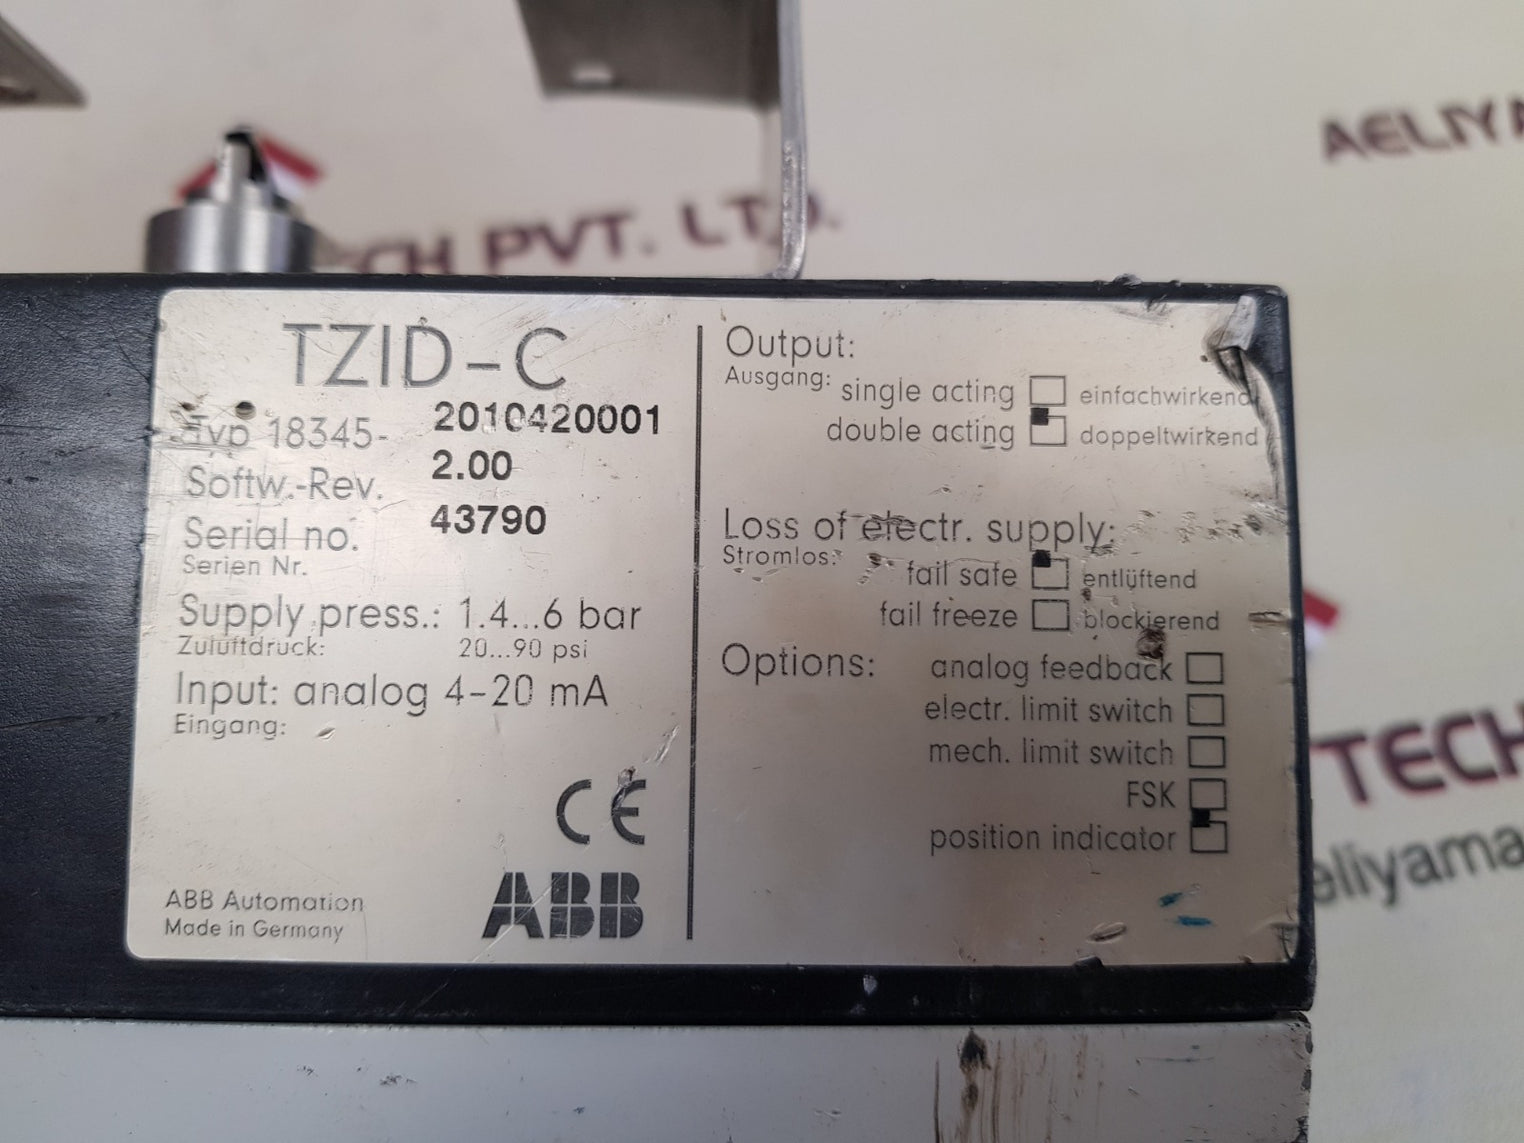 AELIYA
TECH PVT. LTD.
TZID-C
Typ 18345- 2010420001
Softw.-Rev. 2.00
Serial no. 43790
Serien Nr.
Supply press.: 1.4...6 bar
Zuluftdruck: 20...90 psi
Input: analog 4-20 mA
Eingang:
CE
ABB Automation
Made in Germany
ABB
Output:
Ausgang:
single acting einfachwirkend
double acting doppeltwirkend
Loss of electr. supply:
Stromlos:
fail safe entlüftend
fail freeze blockierend
Options: analog feedback
electr. limit switch
mech. limit switch
FSK
position indicator
TECH
eliyama